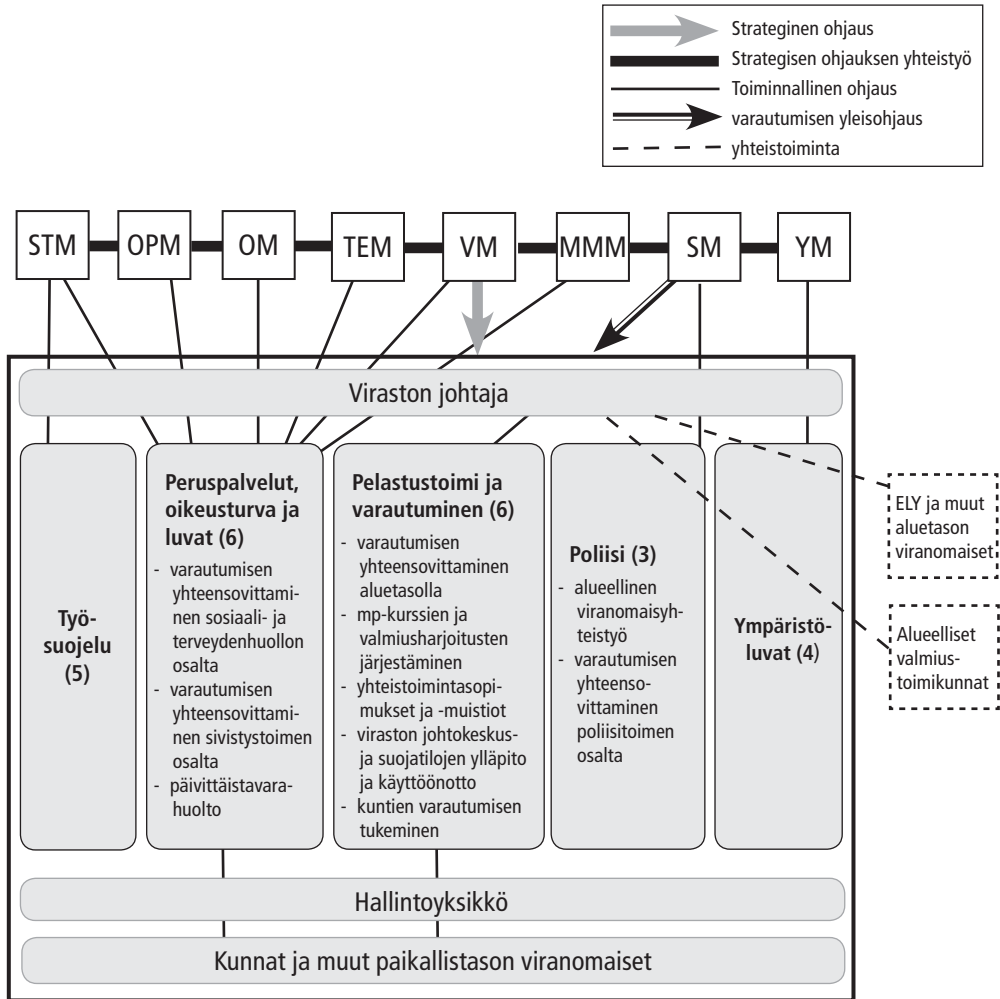 Strateginen ohjaus
Strategisen ohjauksen yhteistyö
Toiminnallinen ohjaus
varautumisen yleisohjaus
yhteistoiminta
STM
OPM
OM
TEM
VM
MMM
SM
YM
Viraston johtaja
Työ-
suojelu
(5)
Peruspalvelut,
oikeusturva ja
luvat (6)
- varautumisen
yhteensovittami-
nen sosiaali- ja
terveydenhuollon
osalta
- varautumisen
yhteensovittami-
nen sivistystoimen
osalta
- päivittäistavara-
huolto
Pelastustoimi ja
varautuminen (6)
- varautumisen
yhteensovittaminen
aluetasolla
- mp-kurssien ja
valmiusharjoitusten
järjestäminen
- yhteistoimintasopi-
mukset ja -muistiot
- viraston johtokeskus-
ja suojatilojen ylläpito
ja käyttöönotto
- kuntien varautumisen
tukeminen
Poliisi (3)
- alueellinen
viranomaisyh-
teistyö
- varautumisen
yhteenso-
vittaminen
poliisitoimen
osalta
Ympäristö-
luvat (4)
ELY ja muut
aluetason
viranomaiset
Alueelliset
valmius-
toimikunnat
Hallintoyksikkö
Kunnat ja muut paikallistason viranomaiset